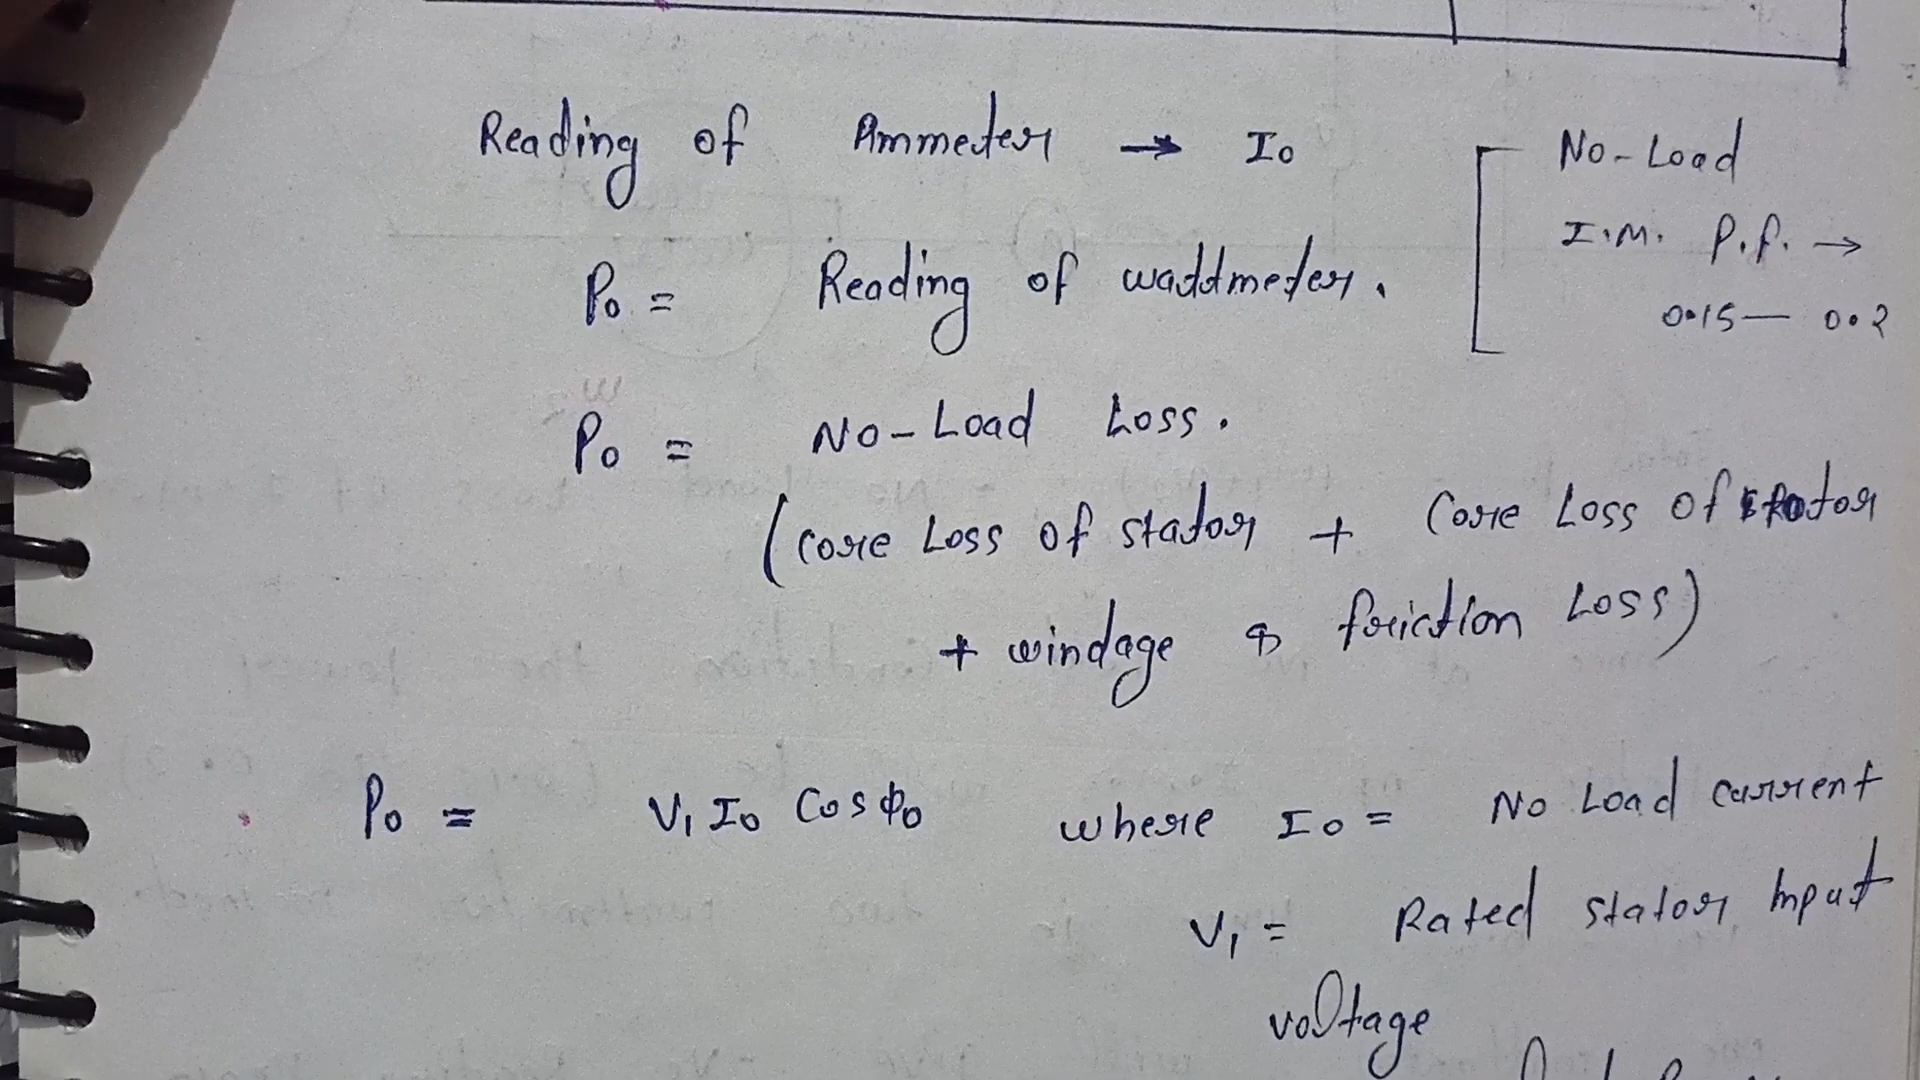 Reading of Ammeter → I₀
P₀ = Reading of wattmeter.
[ No-Load
I.M. P.f. →
0.15 — 0.2
P₀ = No-Load Loss.
(core Loss of stator + Core Loss of rotor
+ windage & friction Loss)
P₀ = V₁ I₀ Cos ϕ₀ where I₀ = No Load current
V₁ = Rated stator Input
voltage